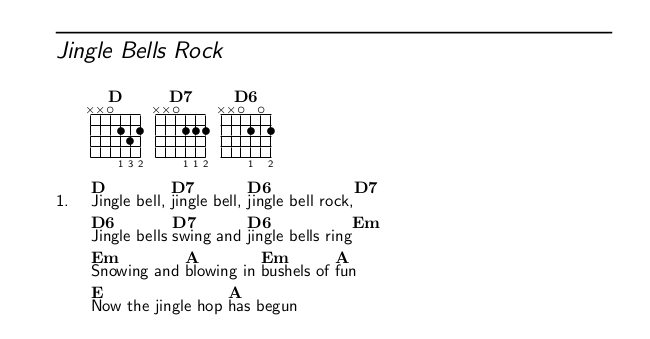 Jingle Bells Rock
D D7 D6
××○ ××○ ××○ ○
1 3 2 1 1 2 1 2
D D7 D6 D7
1. Jingle bell, jingle bell, jingle bell rock,
D6 D7 D6 Em
Jingle bells swing and jingle bells ring
Em A Em A
Snowing and blowing in bushels of fun
E A
Now the jingle hop has begun